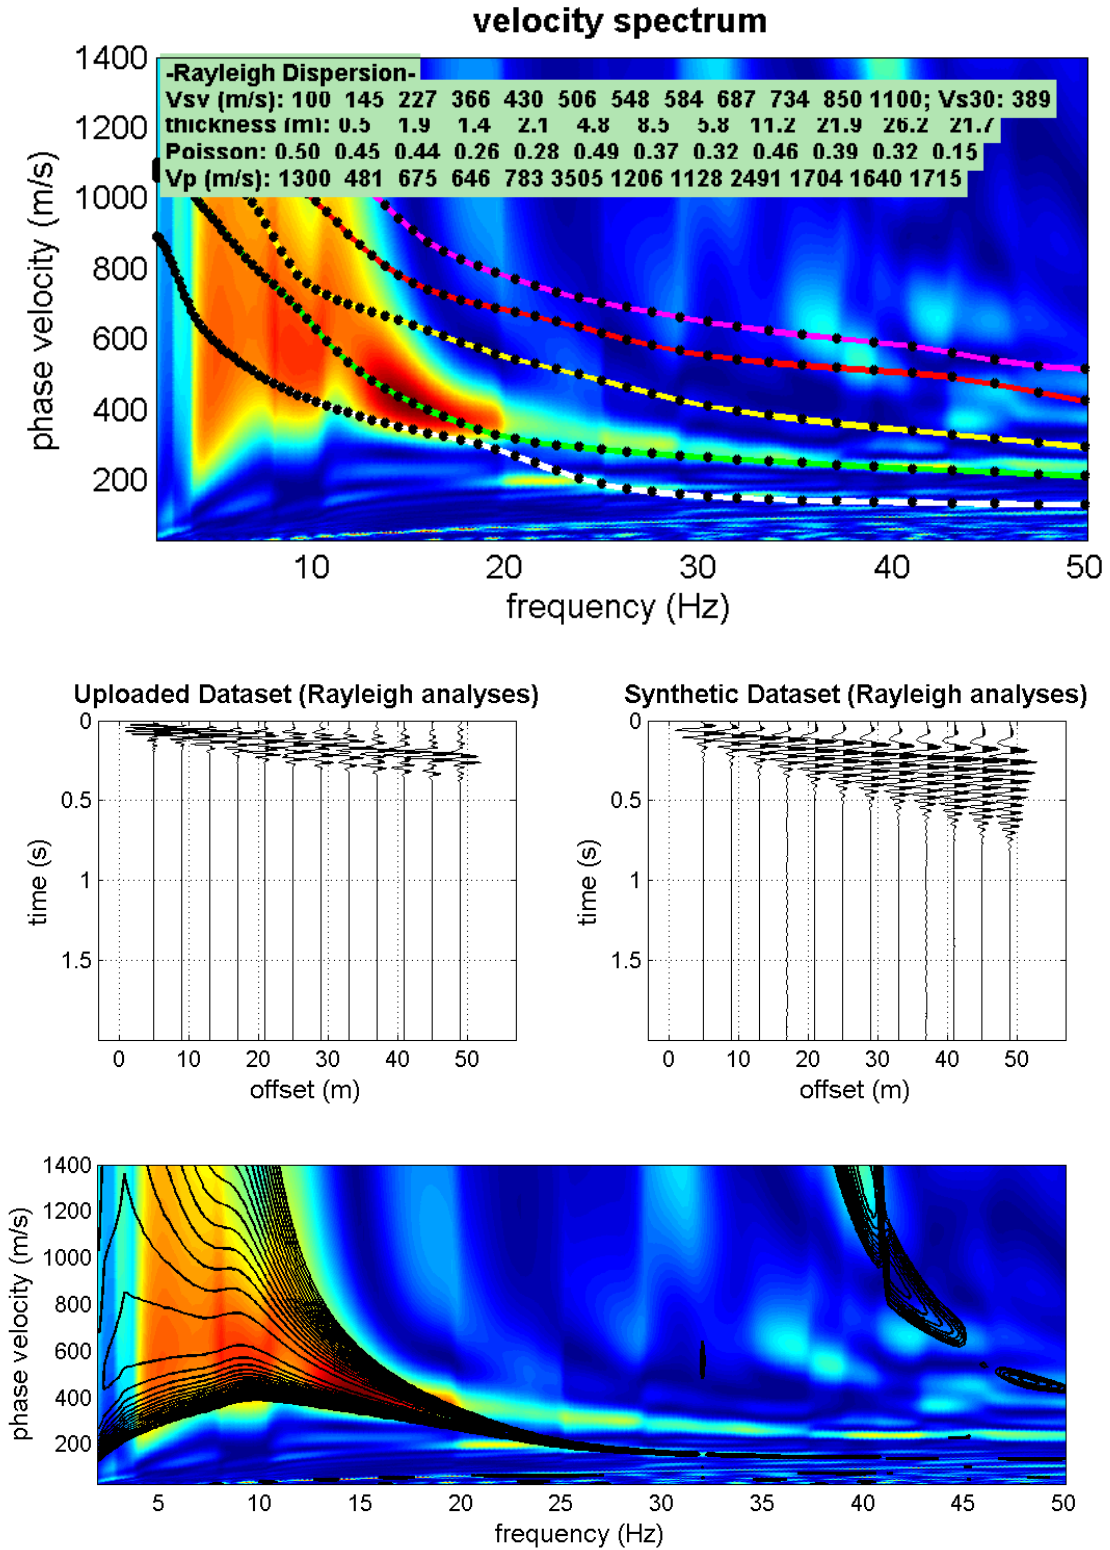 velocity spectrum
1400
1200
1000
800
600
400
200
phase velocity (m/s)
-Rayleigh Dispersion-
Vsv (m/s): 100 145 227 366 430 506 548 584 687 734 850 1100; Vs30: 389
thickness (m): 0.5 1.9 1.4 2.1 4.8 8.5 5.8 11.2 21.9 26.2 21.7
Poisson: 0.50 0.45 0.44 0.26 0.28 0.49 0.37 0.32 0.46 0.39 0.32 0.15
Vp (m/s): 1300 481 675 646 783 3505 1206 1128 2491 1704 1640 1715
10 20 30 40 50
frequency (Hz)
Uploaded Dataset (Rayleigh analyses)
0
0.5
1
1.5
time (s)
0 10 20 30 40 50
offset (m)
Synthetic Dataset (Rayleigh analyses)
0
0.5
1
1.5
time (s)
0 10 20 30 40 50
offset (m)
1400
1200
1000
800
600
400
200
phase velocity (m/s)
5 10 15 20 25 30 35 40 45 50
frequency (Hz)